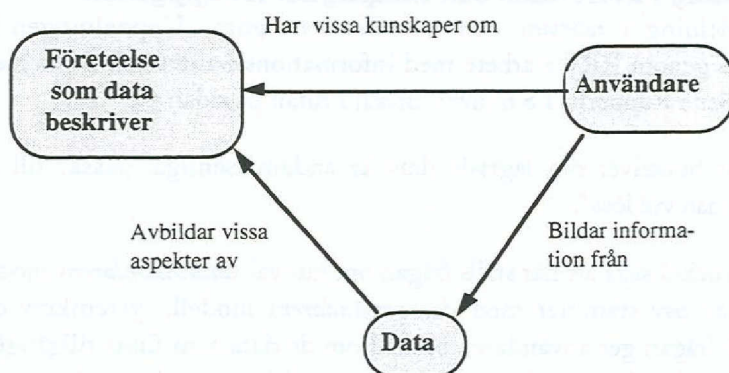 Har vissa kunskaper om
Företeelse
som data
beskriver
Användare
Avbildar vissa
aspekter av
Bildar informa-
tion från
Data